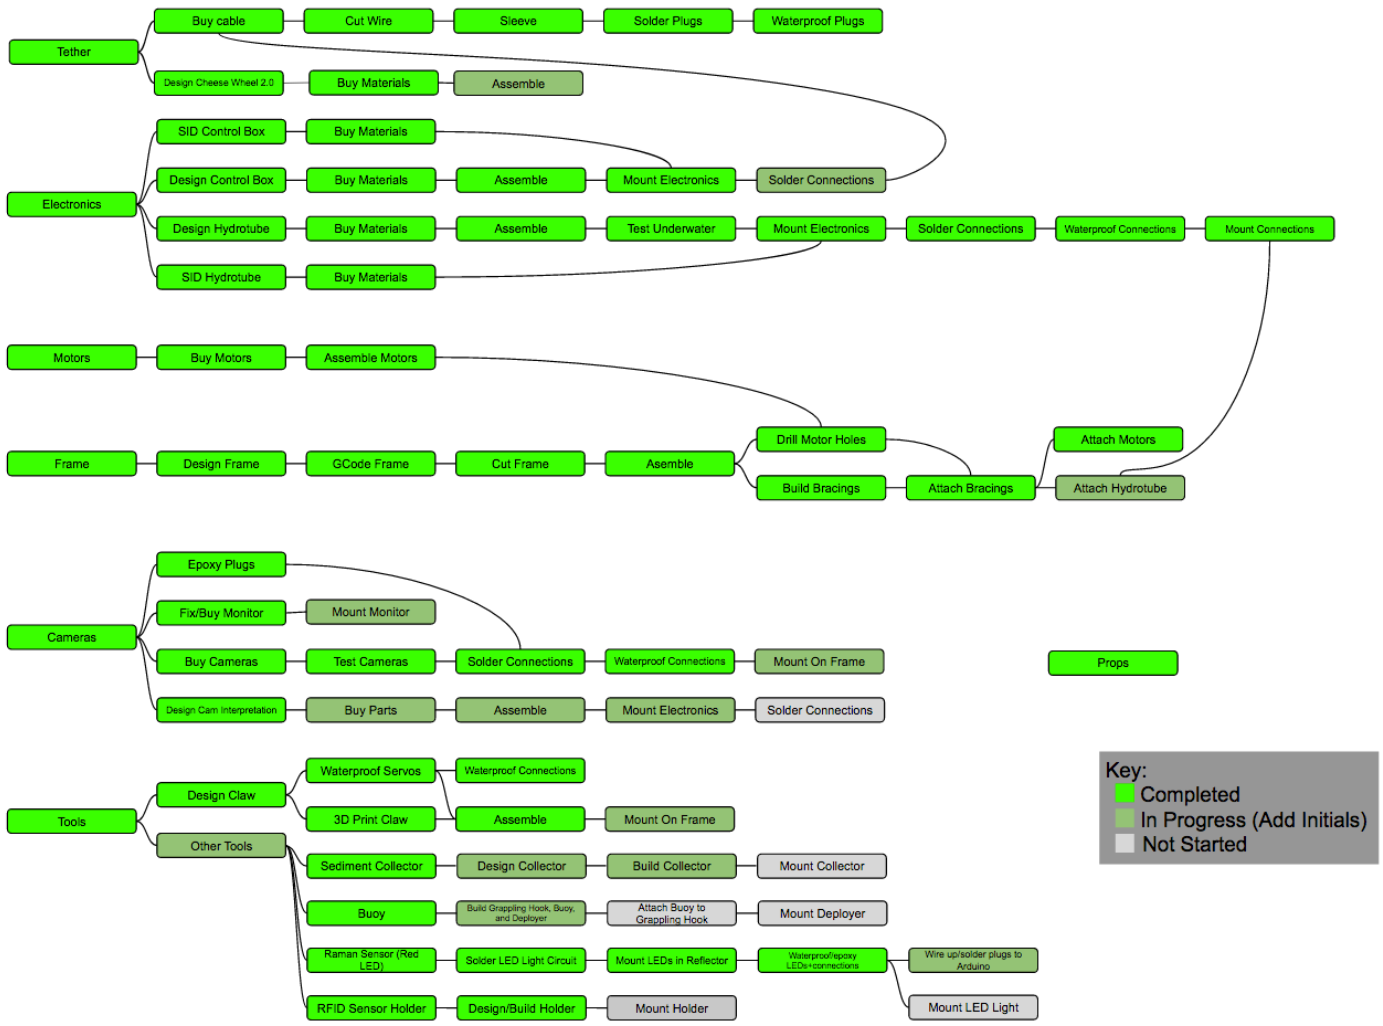 Buy cable
Cut Wire
Sleeve
Solder Plugs
Waterproof Plugs
Tether
Design Cheese Wheel 2.0
Buy Materials
Assemble
SID Control Box
Buy Materials
Design Control Box
Buy Materials
Assemble
Mount Electronics
Solder Connections
Electronics
Design Hydrotube
Buy Materials
Assemble
Test Underwater
Mount Electronics
Solder Connections
Waterproof Connections
Mount Connections
SID Hydrotube
Buy Materials
Motors
Buy Motors
Assemble Motors
Drill Motor Holes
Attach Motors
Frame
Design Frame
GCode Frame
Cut Frame
Asemble
Build Bracings
Attach Bracings
Attach Hydrotube
Epoxy Plugs
Fix/Buy Monitor
Mount Monitor
Cameras
Buy Cameras
Test Cameras
Solder Connections
Waterproof Connections
Mount On Frame
Props
Design Cam Interpretation
Buy Parts
Assemble
Mount Electronics
Solder Connections
Waterproof Servos
Waterproof Connections
Design Claw
Tools
3D Print Claw
Assemble
Mount On Frame
Other Tools
Sediment Collector
Design Collector
Build Collector
Mount Collector
Buoy
Build Grappling Hook, Buoy,
and Deployer
Attach Buoy to
Grappling Hook
Mount Deployer
Raman Sensor (Red
LED)
Solder LED Light Circuit
Mount LEDs in Reflector
Waterproof/epoxy
LEDs+connections
Wire up/solder plugs to
Arduino
RFID Sensor Holder
Design/Build Holder
Mount Holder
Mount LED Light
Key:
Completed
In Progress (Add Initials)
Not Started